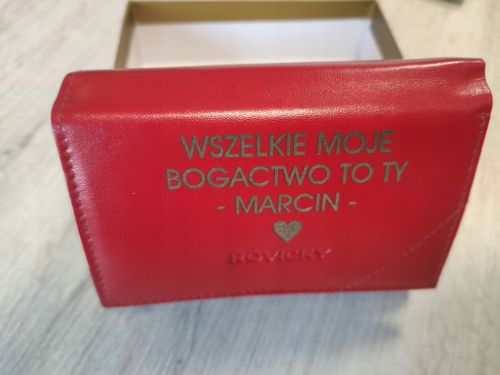 WSZELKIE MOJE
BOGACTWO TO TY
- MARCIN -
ROVICKY